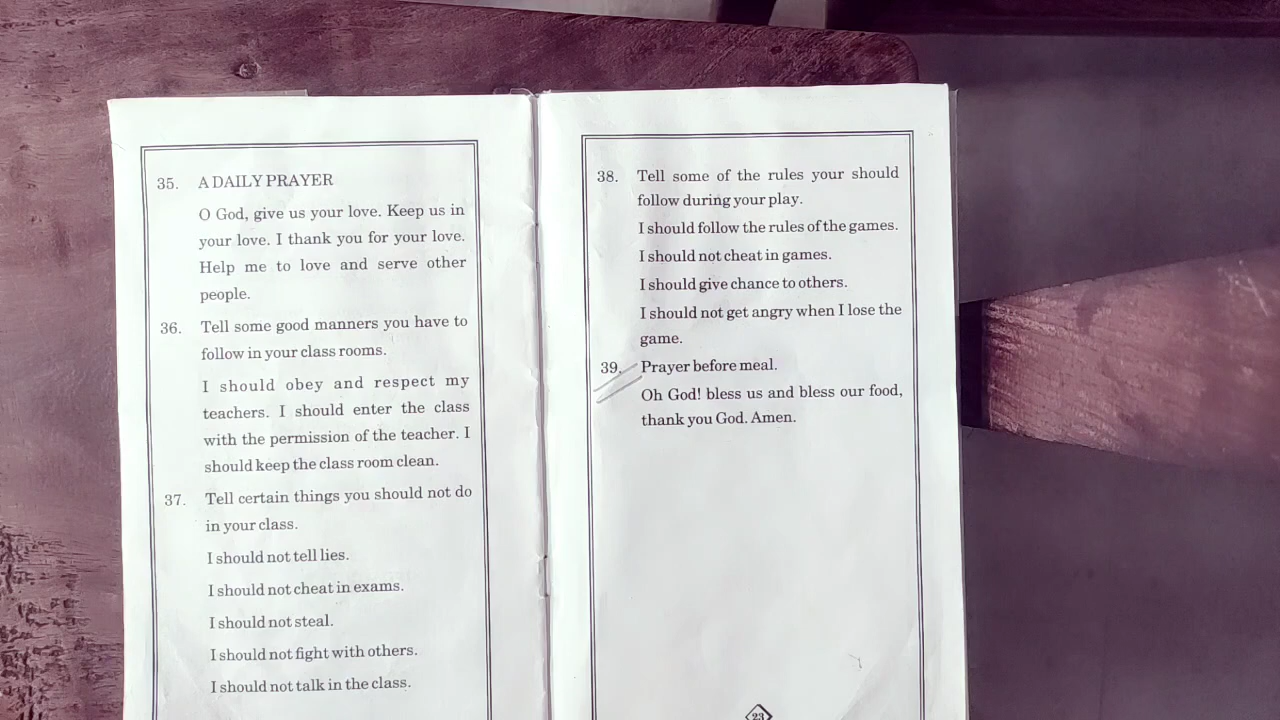 35. A DAILY PRAYER
O God, give us your love. Keep us in
your love. I thank you for your love.
Help me to love and serve other
people.
36. Tell some good manners you have to
follow in your class rooms.
I should obey and respect my
teachers. I should enter the class
with the permission of the teacher. I
should keep the class room clean.
37. Tell certain things you should not do
in your class.
I should not tell lies.
I should not cheat in exams.
I should not steal.
I should not fight with others.
I should not talk in the class.
38. Tell some of the rules your should
follow during your play.
I should follow the rules of the games.
I should not cheat in games.
I should give chance to others.
I should not get angry when I lose the
game.
39. Prayer before meal.
Oh God! bless us and bless our food,
thank you God. Amen.
23